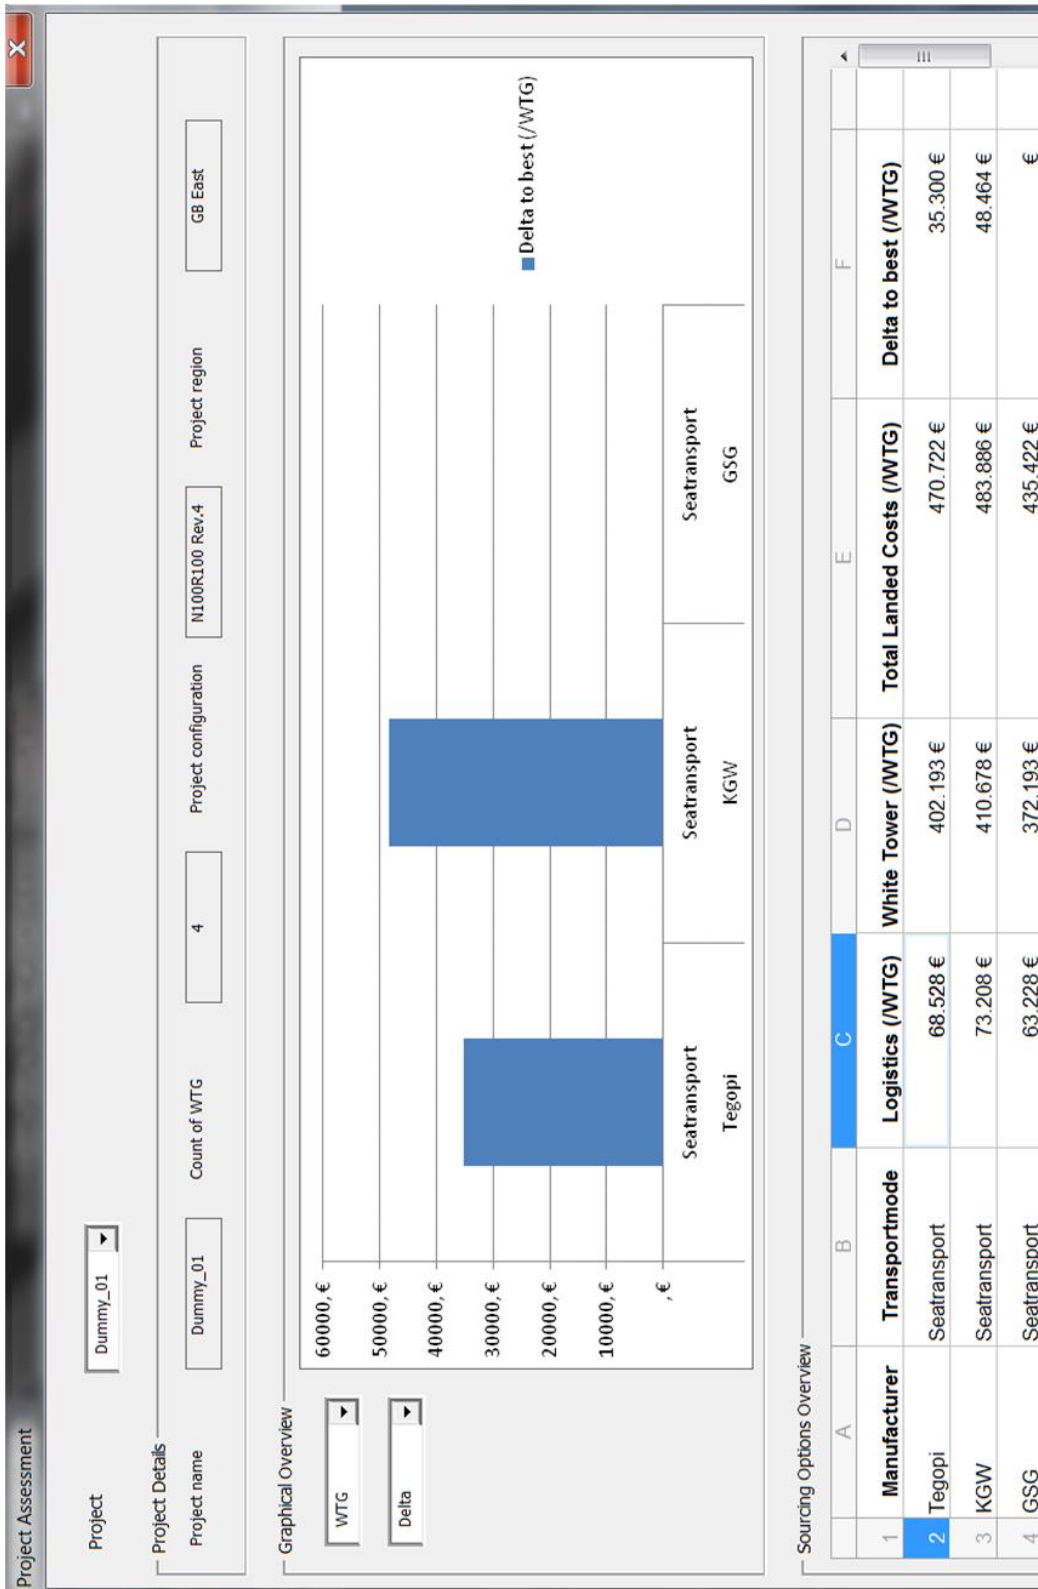 Project Assessment
X
Project
Dummy_01
Project Details
Project name
Dummy_01
Count of WTG
4
Project configuration
N100R100 Rev.4
Project region
GB East
Graphical Overview
WTG
Delta
60000,€
50000,€
40000,€
30000,€
20000,€
10000,€
,€
Seatransport Seatransport Seatransport
Tegopi KGW GSG
Delta to best (/WTG)
Sourcing Options Overview
A B C D E F
1 Manufacturer Transportmode Logistics (/WTG) White Tower (/WTG) Total Landed Costs (/WTG) Delta to best (/WTG)
2 Tegopi Seatransport 68.528 € 402.193 € 470.722 € 35.300 €
3 KGW Seatransport 73.208 € 410.678 € 483.886 € 48.464 €
4 GSG Seatransport 63.228 € 372.193 € 435.422 € €